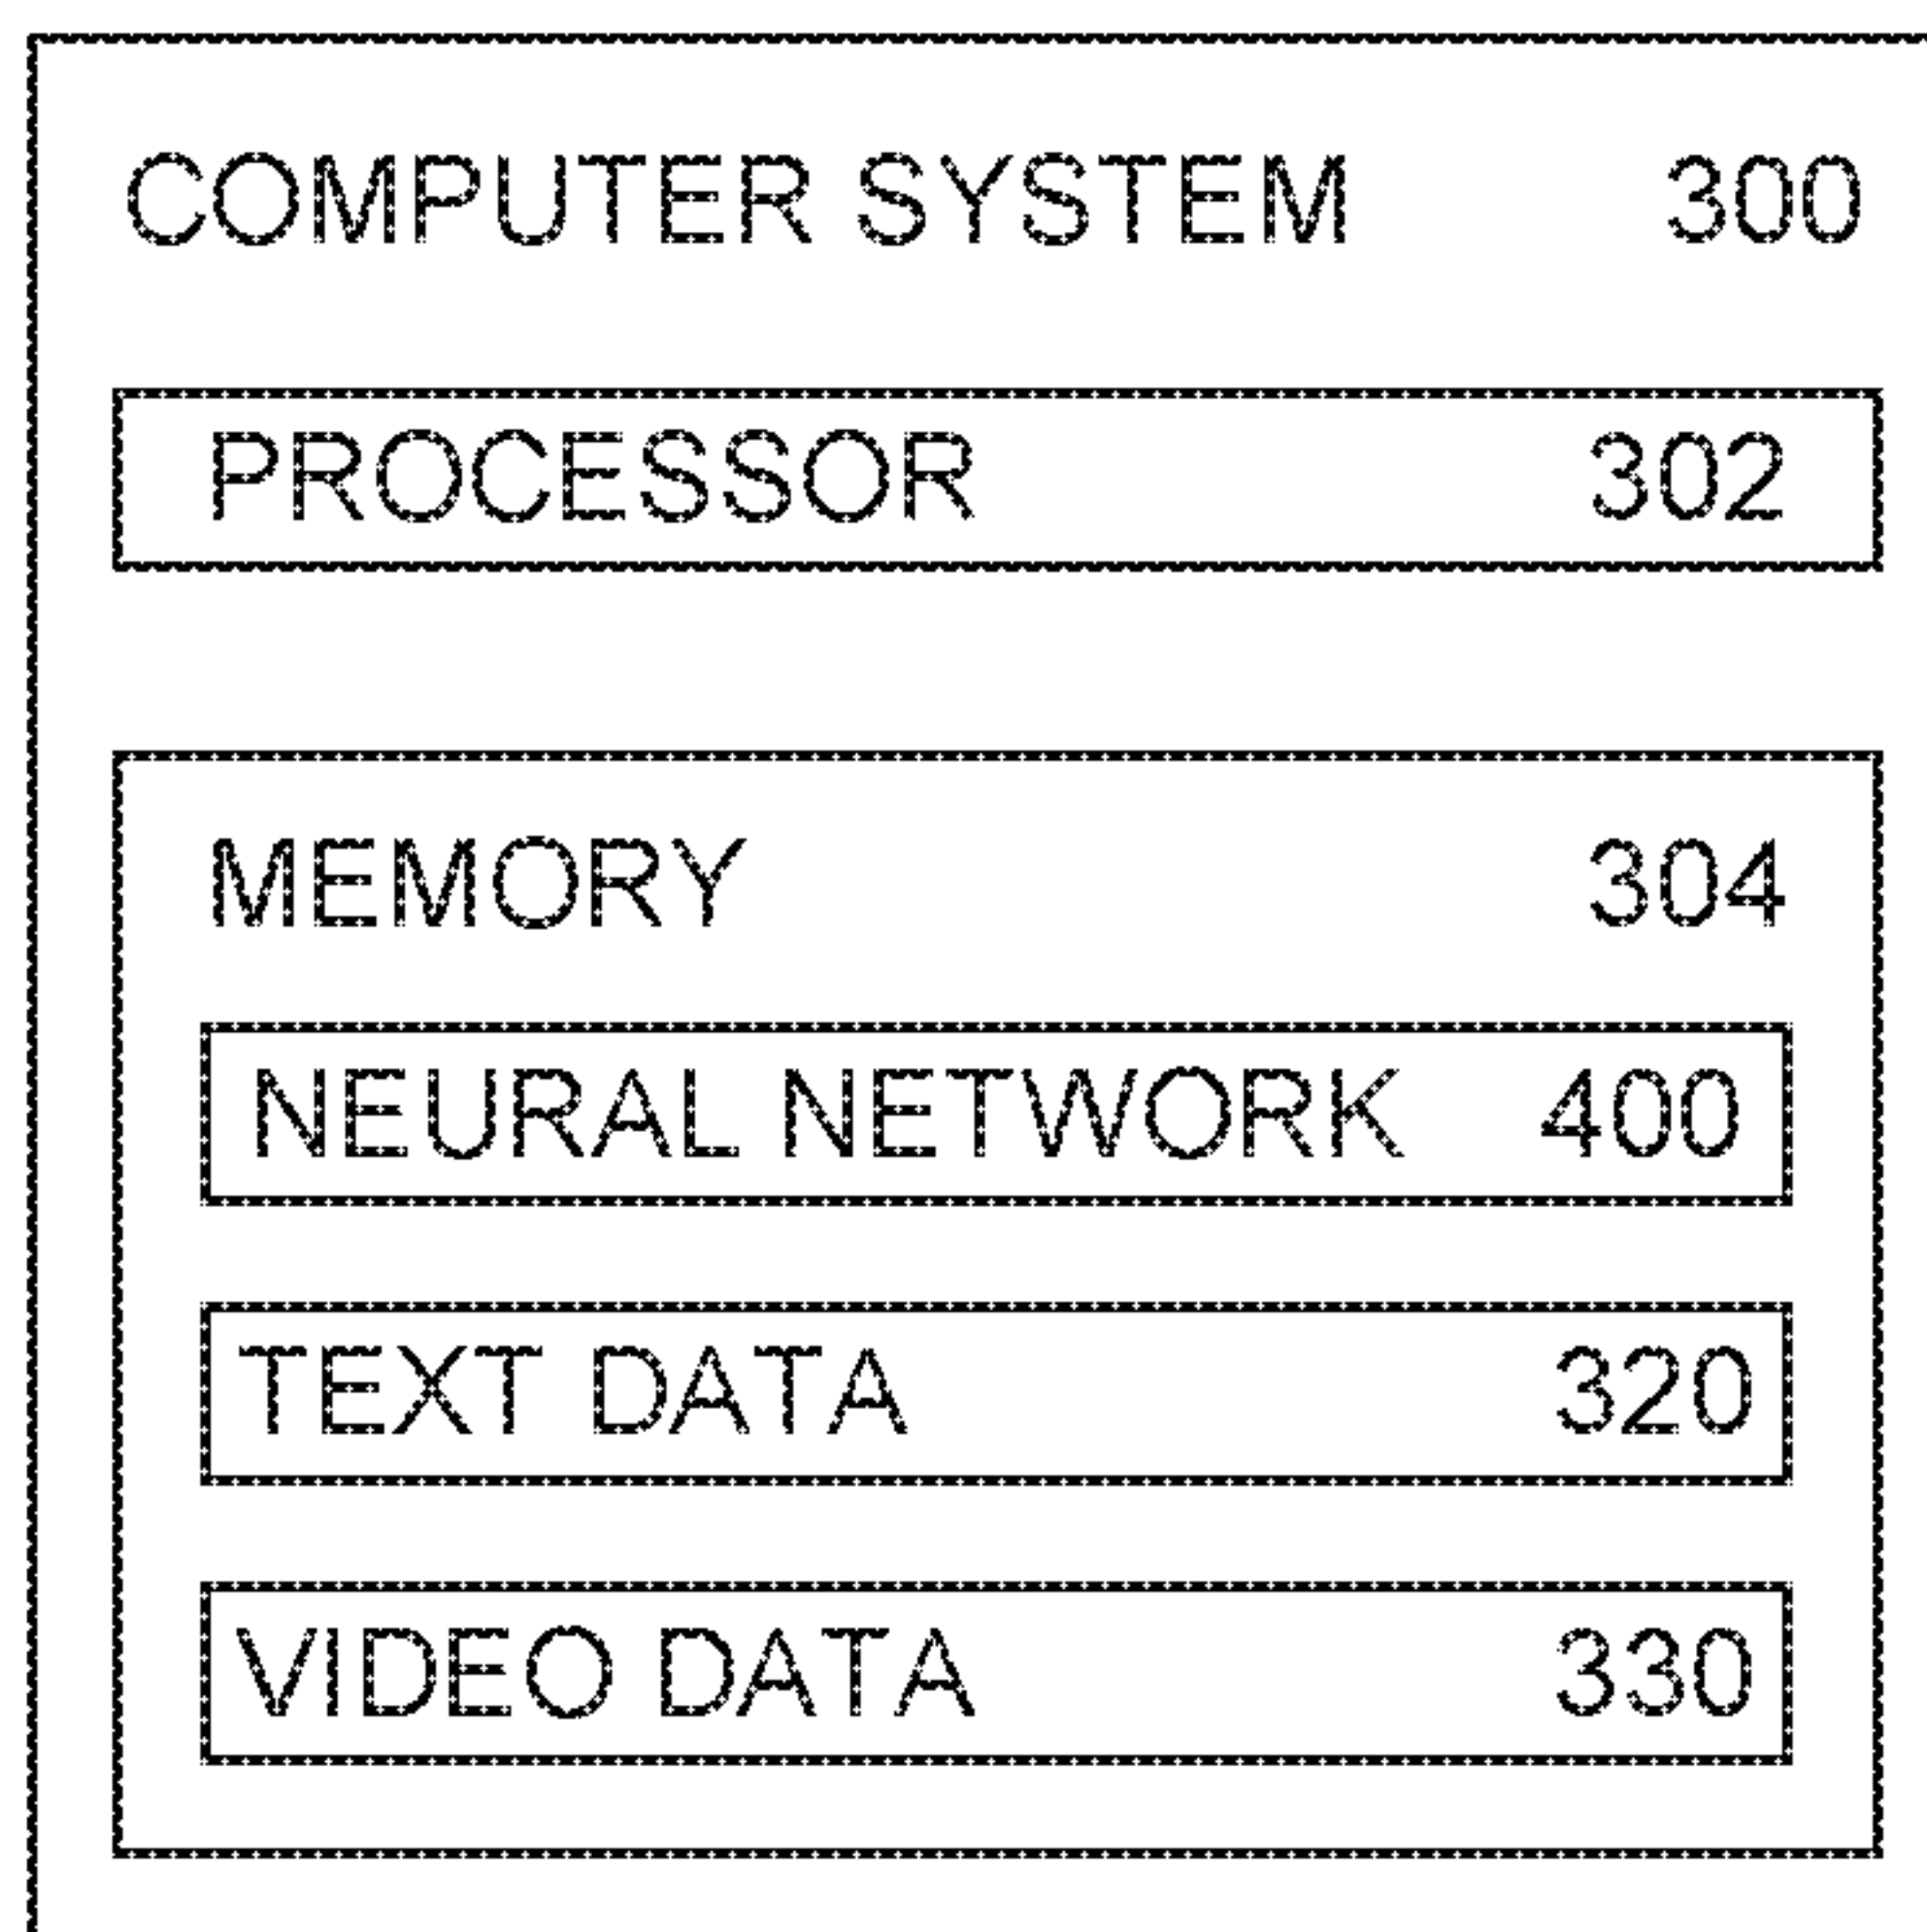 COMPUTER SYSTEM 300
PROCESSOR 302
MEMORY 304
NEURAL NETWORK 400
TEXT DATA 320
VIDEO DATA 330